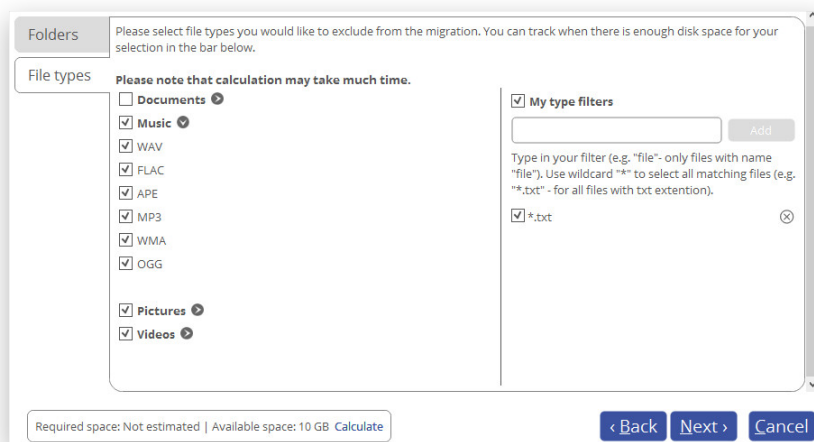 Folders
File types
Please select file types you would like to exclude from the migration. You can track when there is enough disk space for your
selection in the bar below.
Please note that calculation may take much time.
Documents
Music
WAV
FLAC
APE
MP3
WMA
OGG
Pictures
Videos
My type filters
Add
Type in your filter (e.g. "file"- only files with name
"file"). Use wildcard "*" to select all matching files (e.g.
"*.txt" - for all files with txt extention).
*.txt
Required space: Not estimated | Available space: 10 GB Calculate
‹ Back
Next ›
Cancel